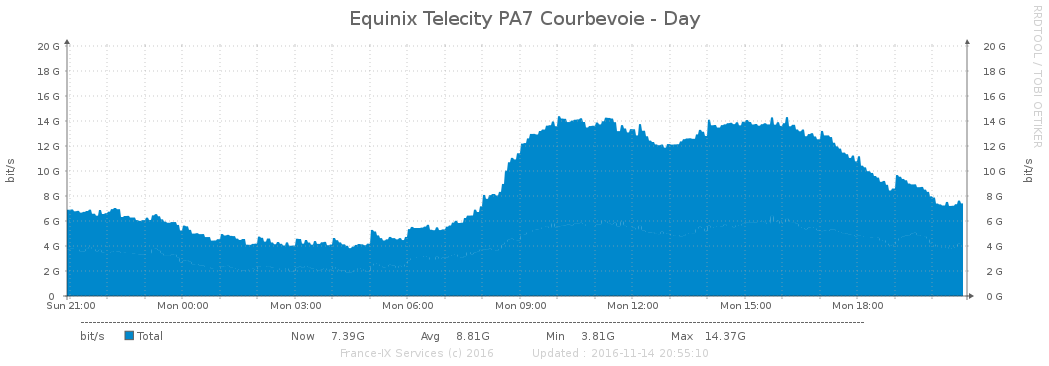 Equinix Telecity PA7 Courbevoie - Day
RRDTOOL / TOBI OETIKER
bit/s
20 G 20 G
18 G 18 G
16 G 16 G
14 G 14 G
12 G 12 G
10 G 10 G
8 G 8 G
6 G 6 G
4 G 4 G
2 G 2 G
0 0 G
bit/s
Sun 21:00 Mon 00:00 Mon 03:00 Mon 06:00 Mon 09:00 Mon 12:00 Mon 15:00 Mon 18:00
bit/s Total Now 7.39G Avg 8.81G Min 3.81G Max 14.37G
France-IX Services (c) 2016 Updated : 2016-11-14 20:55:10